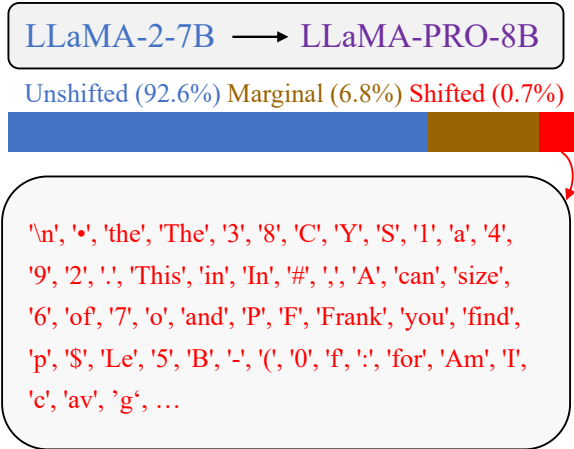 LLaMA-2-7B → LLaMA-PRO-8B
Unshifted (92.6%) Marginal (6.8%) Shifted (0.7%)
'\n', '•', 'the', 'The', '3', '8', 'C', 'Y', 'S', '1', 'a', '4',
'9', '2', '.', 'This', 'in', 'In', '#', ',', 'A', 'can', 'size',
'6', 'of', '7', 'o', 'and', 'P', 'F', 'Frank', 'you', 'find',
'p', '$', 'Le', '5', 'B', '-', '(', '0', 'f', ':', 'for', 'Am', 'I',
'c', 'av', ’g‘, …